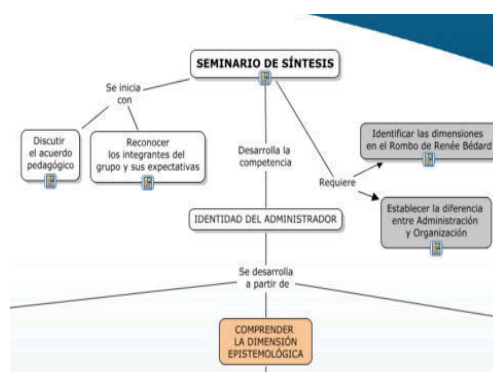 SEMINARIO DE SÍNTESIS
Se inicia
con
Discutir
el acuerdo
pedagógico
Reconocer
los integrantes del
grupo y sus expectativas
Desarrolla la
competencia
Requiere
Identificar las dimensiones
en el Rombo de Renée Bédard
Establecer la diferencia
entre Administración
y Organización
IDENTIDAD DEL ADMINISTRADOR
Se desarrolla
a partir de
COMPRENDER
LA DIMENSIÓN
EPISTEMOLÓGICA